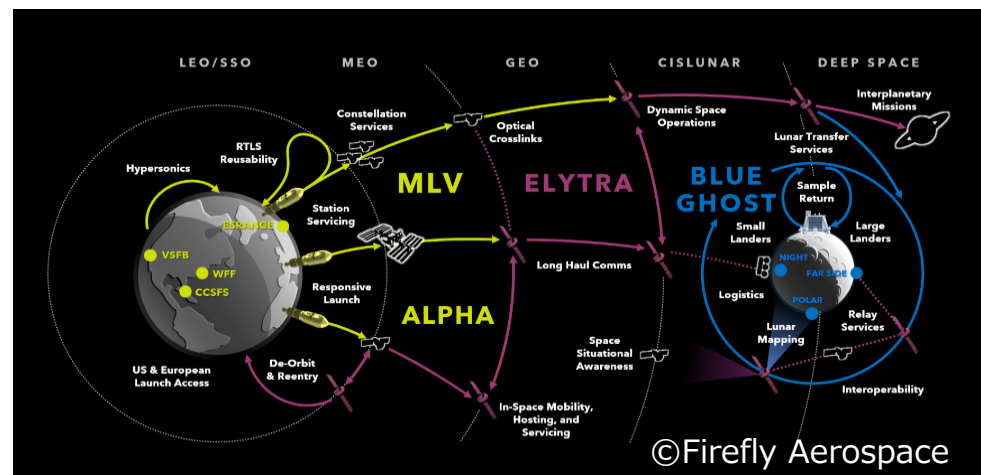 LEO/SSO
MEO
GEO
CISLUNAR
DEEP SPACE
Constellation
Services
Optical
Crosslinks
Dynamic Space
Operations
Interplanetary
Missions
Lunar Transfer
Services
RTLS
Reusability
Hypersonics
MLV
ELYTRA
BLUE
GHOST
Sample
Return
Station
Servicing
ESRANGE
Small
Landers
Large
Landers
VSFB
WFF
CCSFS
Long Haul Comms
NIGHT
FAR SIDE
POLAR
Logistics
Responsive
Launch
ALPHA
Lunar
Mapping
Relay
Services
Space
Situational
Awareness
De-Orbit
& Reentry
US & European
Launch Access
Interoperability
In-Space Mobility,
Hosting, and
Servicing
©Firefly Aerospace